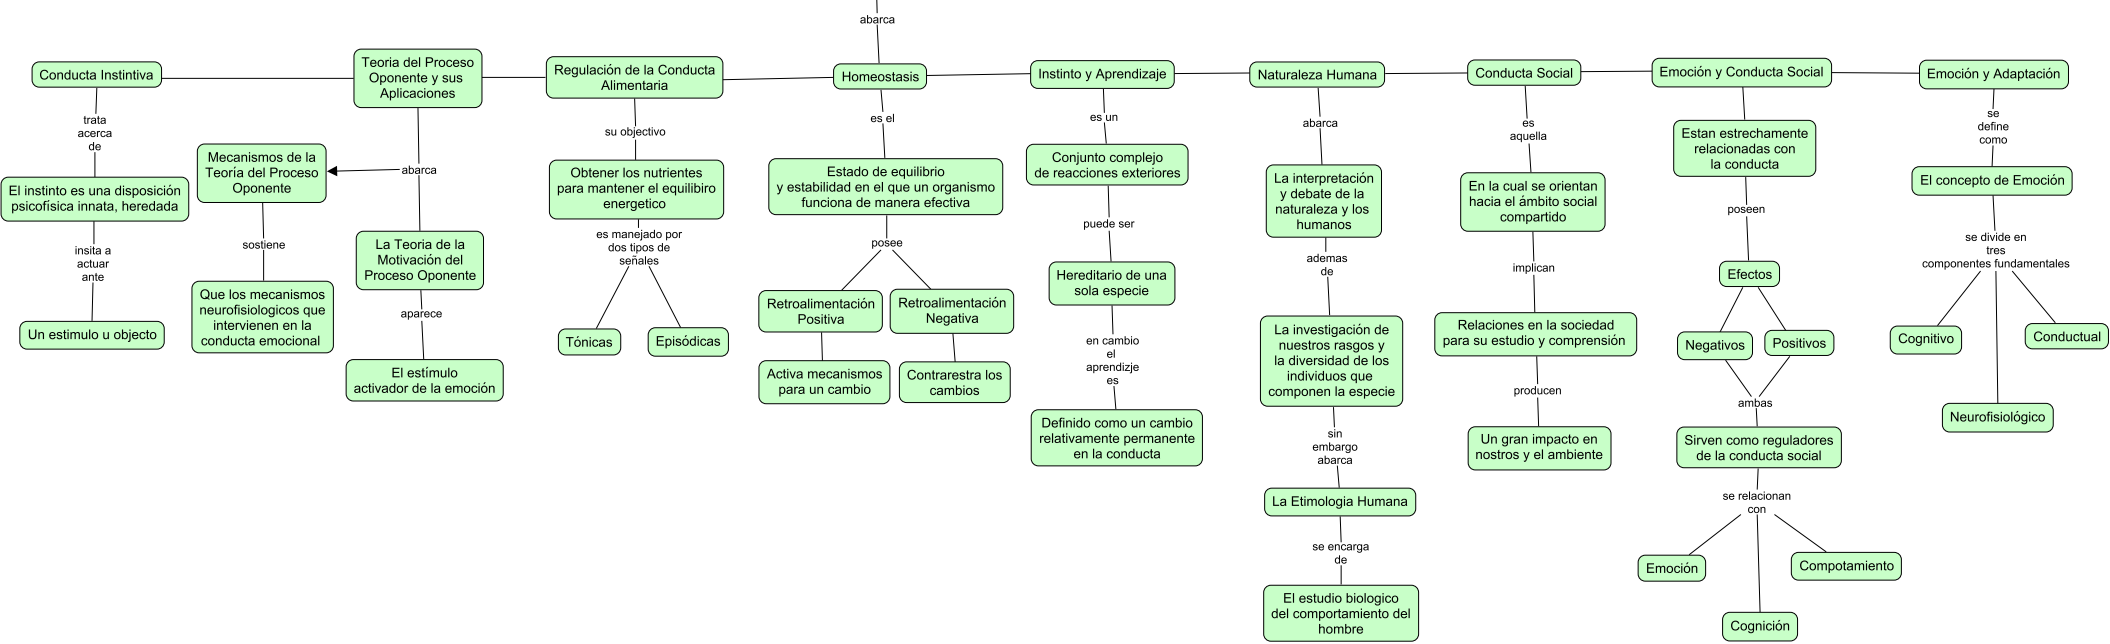 abarca
Conducta Instintiva
trata
acerca
de
El instinto es una disposición
psicofísica innata, heredada
insita a
actuar
ante
Un estimulo u objecto
Teoria del Proceso
Oponente y sus
Aplicaciones
abarca
Mecanismos de la
Teoría del Proceso
Oponente
sostiene
Que los mecanismos
neurofisiologicos que
intervienen en la
conducta emocional
La Teoria de la
Motivación del
Proceso Oponente
aparece
El estímulo
activador de la emoción
Regulación de la Conducta
Alimentaria
su objectivo
Obtener los nutrientes
para mantener el equilibiro
energetico
es manejado por
dos tipos de
señales
Tónicas
Episódicas
Homeostasis
es el
Estado de equilibrio
y estabilidad en el que un organismo
funciona de manera efectiva
posee
Retroalimentación
Positiva
Activa mecanismos
para un cambio
Retroalimentación
Negativa
Contrarestra los
cambios
Instinto y Aprendizaje
es un
Conjunto complejo
de reacciones exteriores
puede ser
Hereditario de una
sola especie
en cambio
el
aprendizje
es
Definido como un cambio
relativamente permanente
en la conducta
Naturaleza Humana
abarca
La interpretación
y debate de la
naturaleza y los
humanos
ademas
de
La investigación de
nuestros rasgos y
la diversidad de los
individuos que
componen la especie
sin
embargo
abarca
La Etimologia Humana
se encarga
de
El estudio biologico
del comportamiento del
hombre
Conducta Social
es
aquella
En la cual se orientan
hacia el ámbito social
compartido
implican
Relaciones en la sociedad
para su estudio y comprensión
producen
Un gran impacto en
nostros y el ambiente
Emoción y Conducta Social
Estan estrechamente
relacionadas con
la conducta
poseen
Efectos
Negativos
Positivos
ambas
Sirven como reguladores
de la conducta social
se relacionan
con
Emoción
Cognición
Compotamiento
Emoción y Adaptación
se
define
como
El concepto de Emoción
se divide en
tres
componentes fundamentales
Cognitivo
Neurofisiológico
Conductual